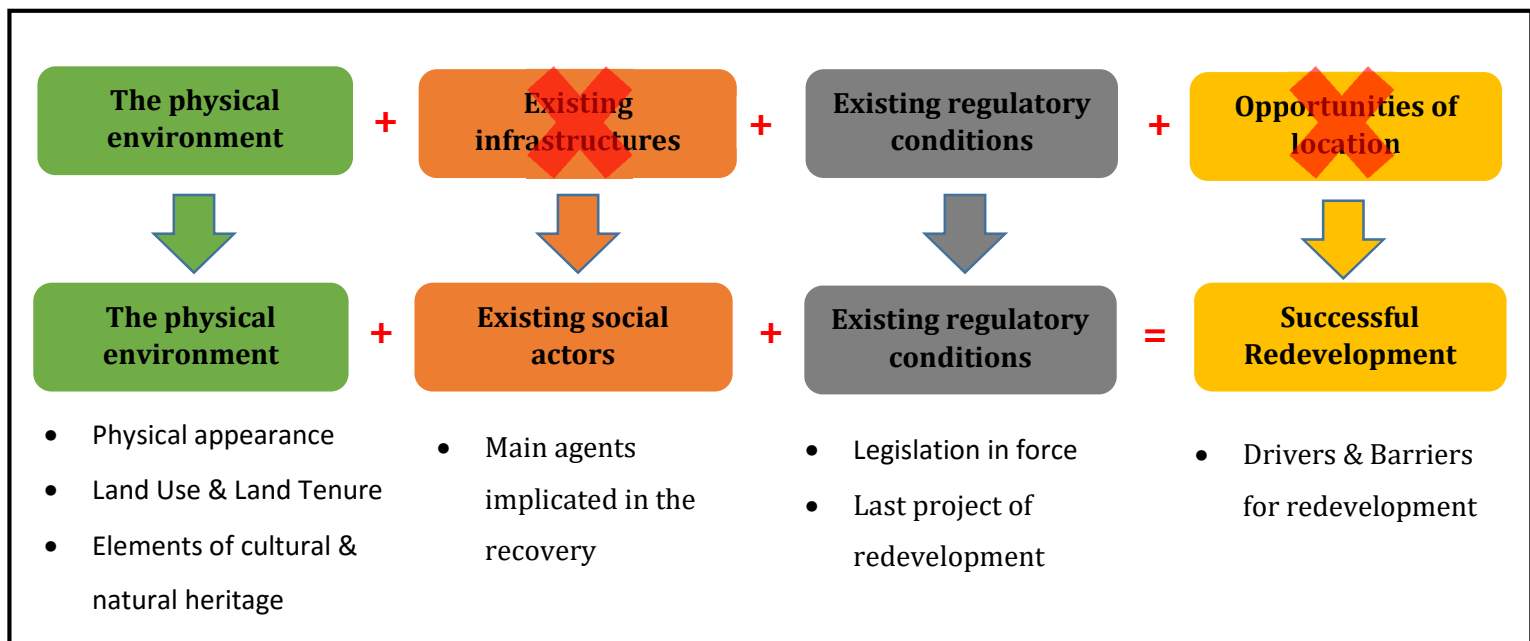 The physical
environment
+
Existing
infrastructures
+
Existing regulatory
conditions
+
Opportunities of
location
The physical
environment
+
Existing social
actors
+
Existing regulatory
conditions
=
Successful
Redevelopment
• Physical appearance
• Land Use & Land Tenure
• Elements of cultural &
natural heritage
• Main agents
implicated in the
recovery
• Legislation in force
• Last project of
redevelopment
• Drivers & Barriers
for redevelopment